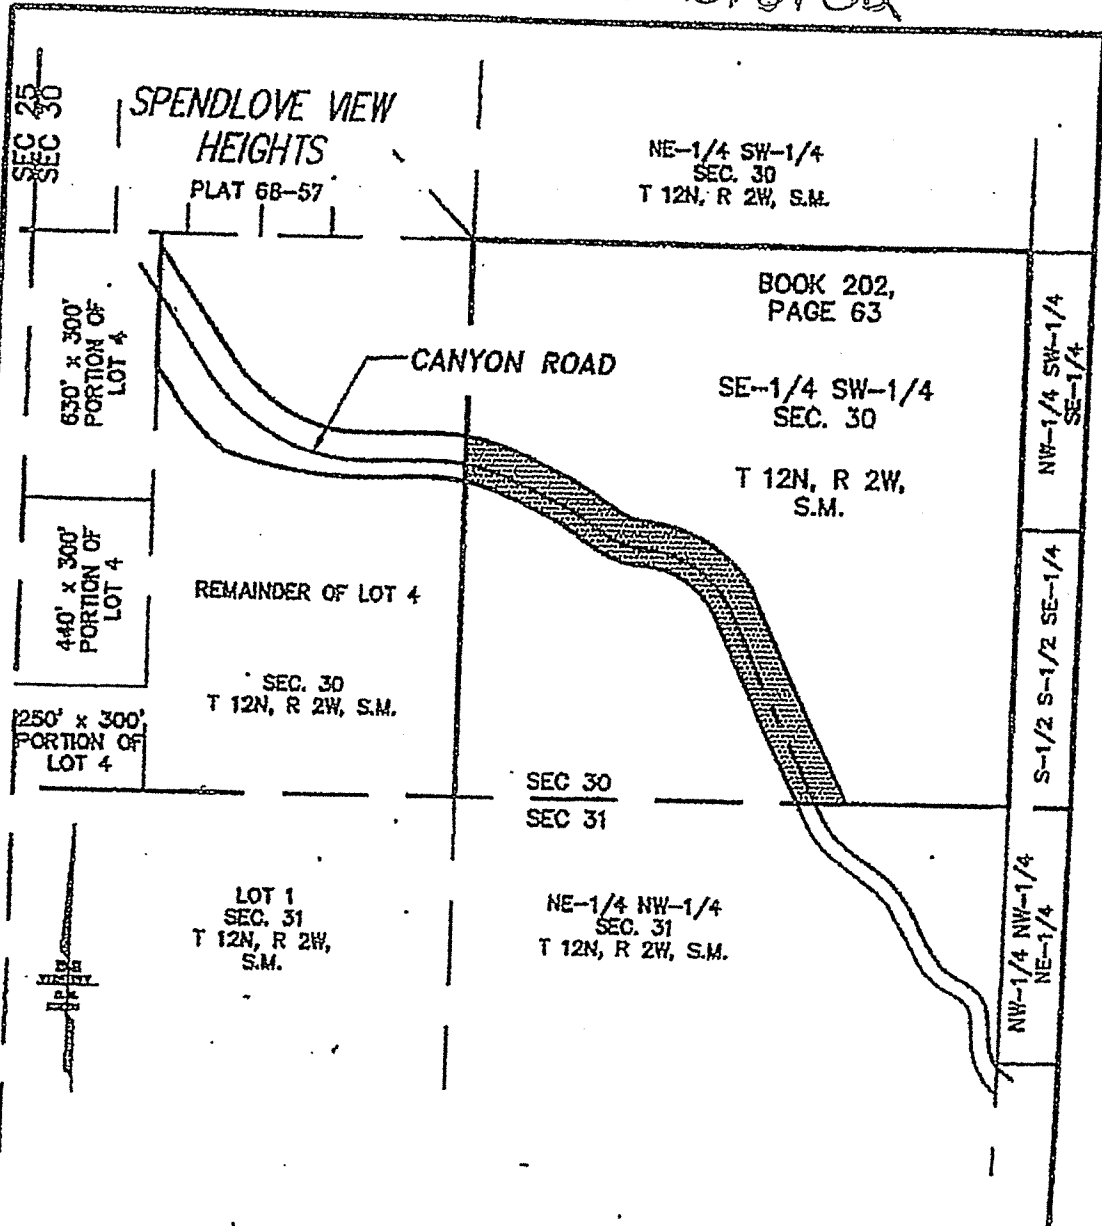 SEC 25
SEC 30
SPENDLOVE VIEW
HEIGHTS
PLAT 68-57
NE-1/4 SW-1/4
SEC. 30
T 12N, R 2W, S.M.
BOOK 202,
PAGE 63
CANYON ROAD
SE-1/4 SW-1/4
SEC. 30
T 12N, R 2W,
S.M.
NW-1/4 SW-1/4
SE-1/4
630' x 300'
PORTION OF
LOT 4
440' x 300'
PORTION OF
LOT 4
REMAINDER OF LOT 4
SEC. 30
T 12N, R 2W, S.M.
S-1/2 S-1/2 SE-1/4
250' x 300'
PORTION OF
LOT 4
SEC 30
SEC 31
LOT 1
SEC. 31
T 12N, R 2W,
S.M.
NE-1/4 NW-1/4
SEC. 31
T 12N, R 2W, S.M.
NW-1/4 NW-1/4
NE-1/4